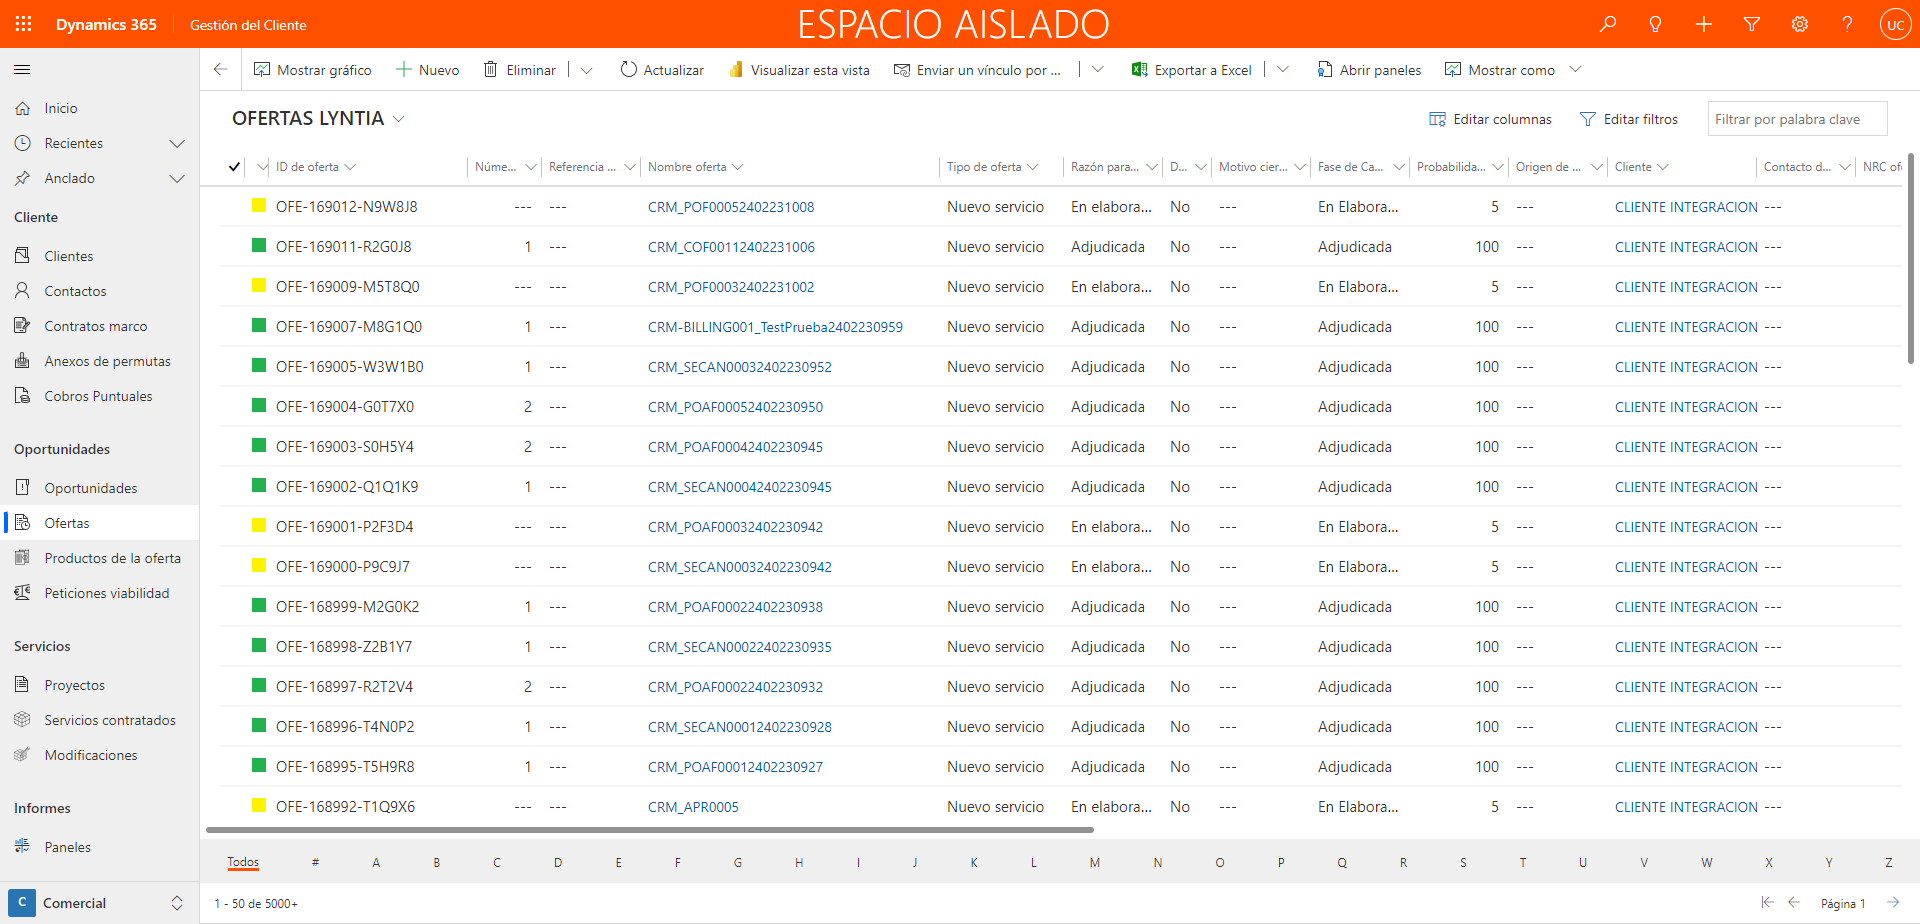 Dynamics 365
Gestión del Cliente
ESPACIO AISLADO
UC
Mostrar gráfico
Nuevo
Eliminar
Actualizar
Visualizar esta vista
Enviar un vínculo por ...
Exportar a Excel
Abrir paneles
Mostrar como
Inicio
Recientes
Anclado
Cliente
Clientes
Contactos
Contratos marco
Anexos de permutas
Cobros Puntuales
Oportunidades
Oportunidades
Ofertas
Productos de la oferta
Peticiones viabilidad
Servicios
Proyectos
Servicios contratados
Modificaciones
Informes
Paneles
C Comercial
OFERTAS LYNTIA
Editar columnas
Editar filtros
Filtrar por palabra clave
ID de oferta Núme... Referencia ... Nombre oferta Tipo de oferta Razón para... D... Motivo cier... Fase de Ca... Probabilida... Origen de ... Cliente Contacto d... NRC of
OFE-169012-N9W8J8 --- --- CRM_POF00052402231008 Nuevo servicio En elabora... No --- En Elabora... 5 --- CLIENTE INTEGRACION ---
OFE-169011-R2G0J8 1 --- CRM_COF00112402231006 Nuevo servicio Adjudicada No --- Adjudicada 100 --- CLIENTE INTEGRACION ---
OFE-169009-M5T8Q0 --- --- CRM_POF00032402231002 Nuevo servicio En elabora... No --- En Elabora... 5 --- CLIENTE INTEGRACION ---
OFE-169007-M8G1Q0 1 --- CRM-BILLING001_TestPrueba2402230959 Nuevo servicio Adjudicada No --- Adjudicada 100 --- CLIENTE INTEGRACION ---
OFE-169005-W3W1B0 1 --- CRM_SECAN00032402230952 Nuevo servicio Adjudicada No --- Adjudicada 100 --- CLIENTE INTEGRACION ---
OFE-169004-G0T7X0 2 --- CRM_POAF00052402230950 Nuevo servicio Adjudicada No --- Adjudicada 100 --- CLIENTE INTEGRACION ---
OFE-169003-S0H5Y4 2 --- CRM_POAF00042402230945 Nuevo servicio Adjudicada No --- Adjudicada 100 --- CLIENTE INTEGRACION ---
OFE-169002-Q1Q1K9 1 --- CRM_SECAN00042402230945 Nuevo servicio Adjudicada No --- Adjudicada 100 --- CLIENTE INTEGRACION ---
OFE-169001-P2F3D4 --- --- CRM_POAF00032402230942 Nuevo servicio En elabora... No --- En Elabora... 5 --- CLIENTE INTEGRACION ---
OFE-169000-P9C9J7 --- --- CRM_SECAN00032402230942 Nuevo servicio En elabora... No --- En Elabora... 5 --- CLIENTE INTEGRACION ---
OFE-168999-M2G0K2 1 --- CRM_POAF00022402230938 Nuevo servicio Adjudicada No --- Adjudicada 100 --- CLIENTE INTEGRACION ---
OFE-168998-Z2B1Y7 1 --- CRM_SECAN00022402230935 Nuevo servicio Adjudicada No --- Adjudicada 100 --- CLIENTE INTEGRACION ---
OFE-168997-R2T2V4 2 --- CRM_POAF00022402230932 Nuevo servicio Adjudicada No --- Adjudicada 100 --- CLIENTE INTEGRACION ---
OFE-168996-T4N0P2 1 --- CRM_SECAN00012402230928 Nuevo servicio Adjudicada No --- Adjudicada 100 --- CLIENTE INTEGRACION ---
OFE-168995-T5H9R8 1 --- CRM_POAF00012402230927 Nuevo servicio Adjudicada No --- Adjudicada 100 --- CLIENTE INTEGRACION ---
OFE-168992-T1Q9X6 --- --- CRM_APR0005 Nuevo servicio En elabora... No --- En Elabora... 5 --- CLIENTE INTEGRACION ---
Todos # A B C D E F G H I J K L M N O P Q R S T U V W X Y Z
1 - 50 de 5000+
Página 1